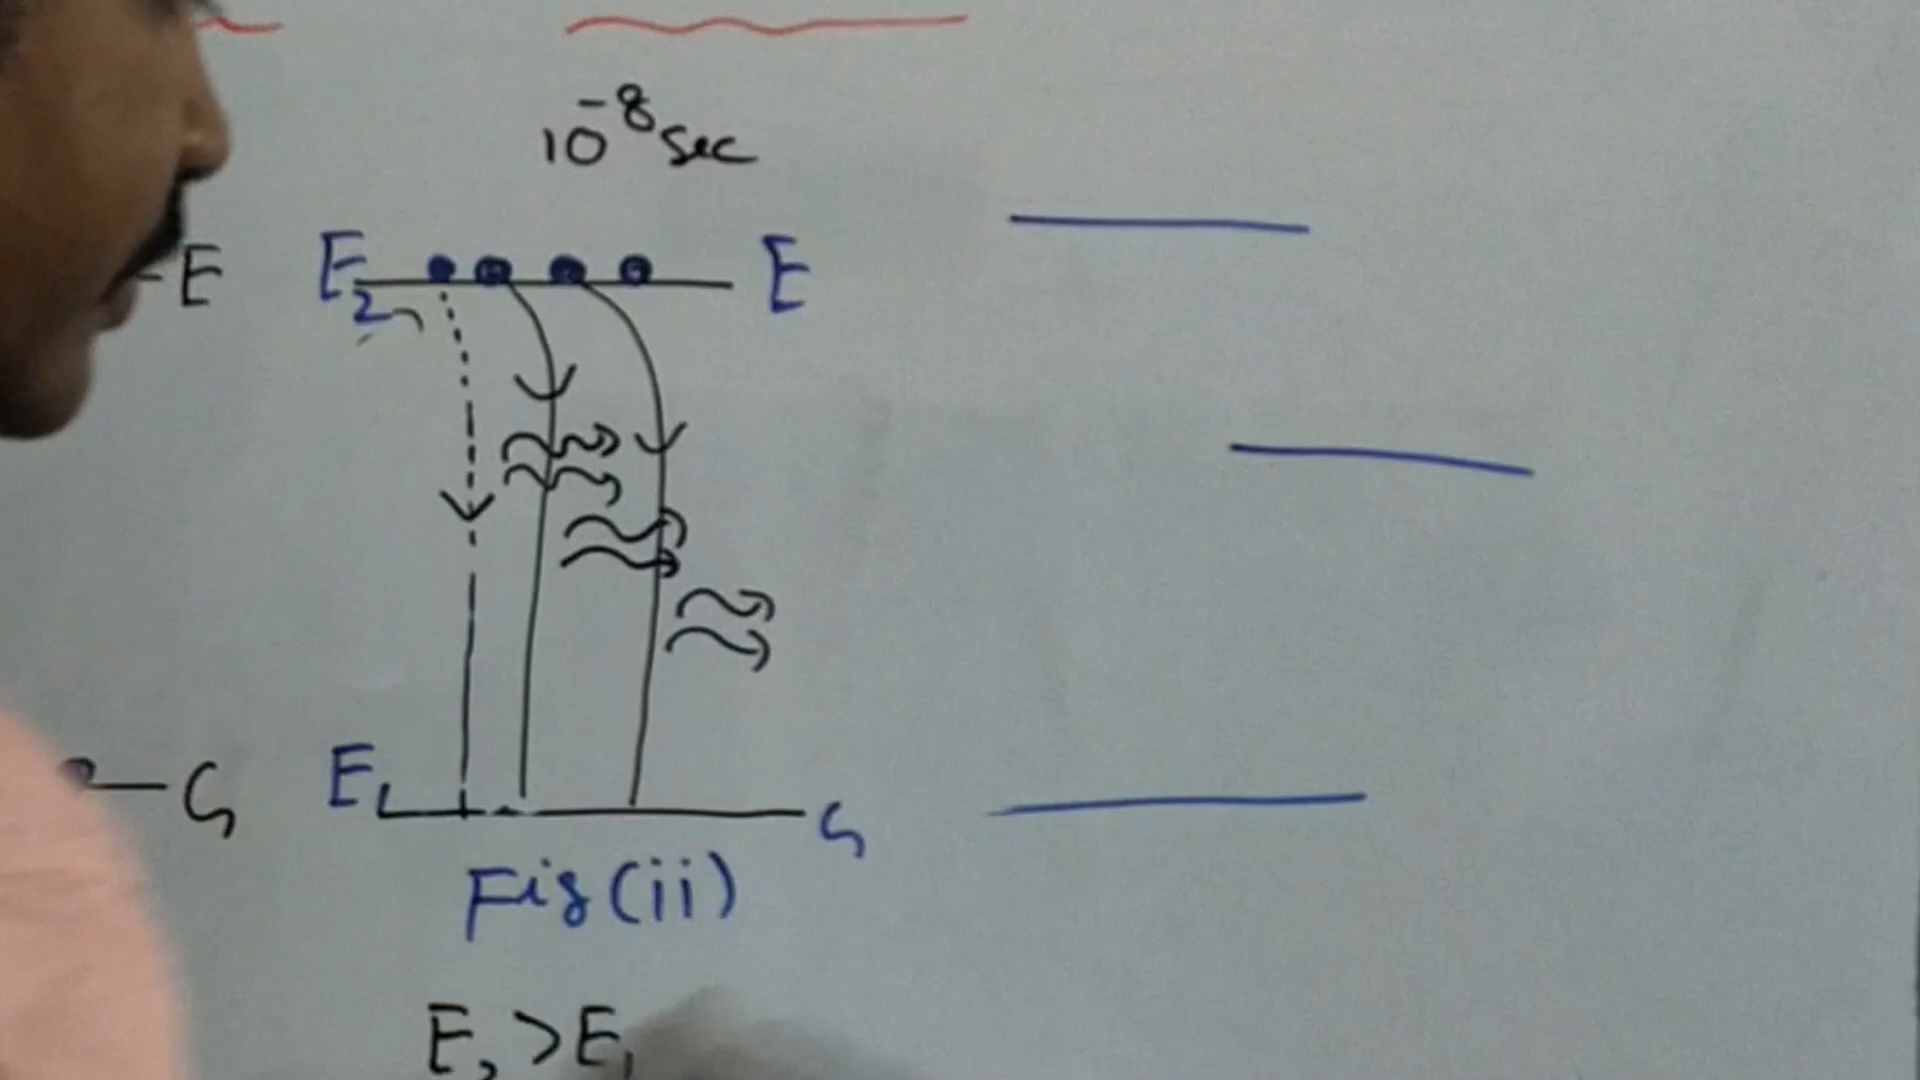 10⁻⁸ sec
E
E₂ E
G
E₁ G
Fig (ii)
E₂ > E₁